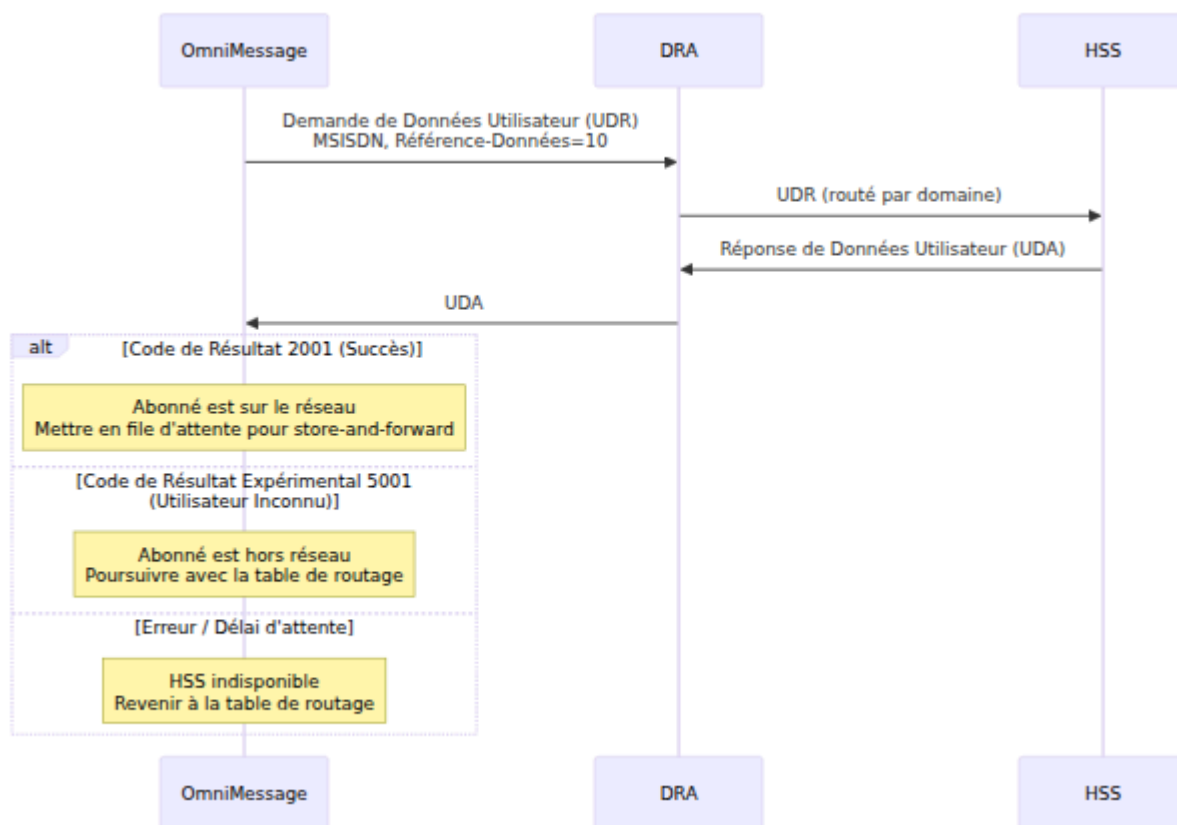 OmniMessage
DRA
HSS
Demande de Données Utilisateur (UDR)
MSISDN, Référence-Données=10
UDR (routé par domaine)
Réponse de Données Utilisateur (UDA)
UDA
alt
[Code de Résultat 2001 (Succès)]
Abonné est sur le réseau
Mettre en file d'attente pour store-and-forward
[Code de Résultat Expérimental 5001
(Utilisateur Inconnu)]
Abonné est hors réseau
Poursuivre avec la table de routage
[Erreur / Délai d'attente]
HSS indisponible
Revenir à la table de routage
OmniMessage
DRA
HSS